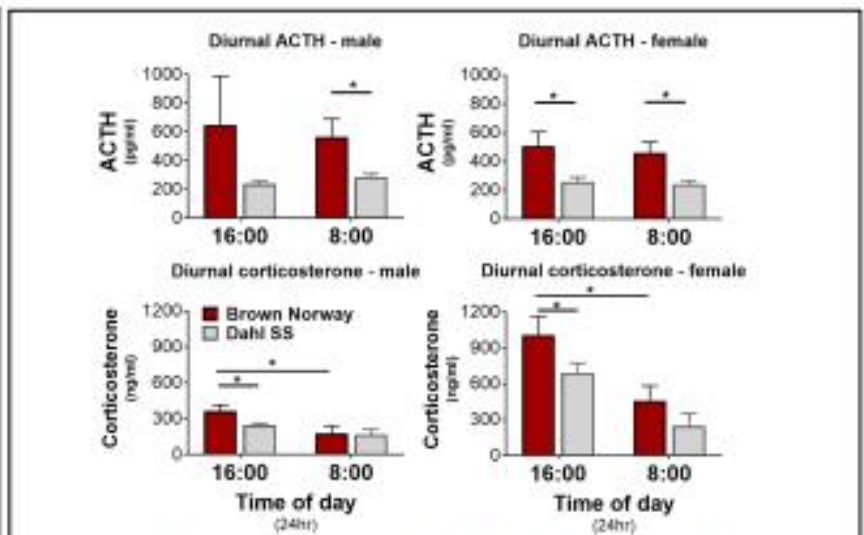 Diurnal ACTH - male
1000
800
600
400
200
0
ACTH
(pg/ml)
*
16:00
8:00
Diurnal ACTH - female
1000
800
600
400
200
0
ACTH
(pg/ml)
*
*
16:00
8:00
Diurnal corticosterone - male
1200
900
600
300
0
Corticosterone
(ng/ml)
Brown Norway
Dahl SS
*
*
16:00
8:00
Time of day
(24hr)
Diurnal corticosterone - female
1200
900
600
300
0
Corticosterone
(ng/ml)
*
*
16:00
8:00
Time of day
(24hr)